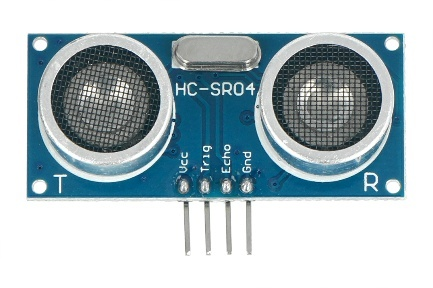 HC-SR04
Vcc
Trig
Echo
Gnd
T
R